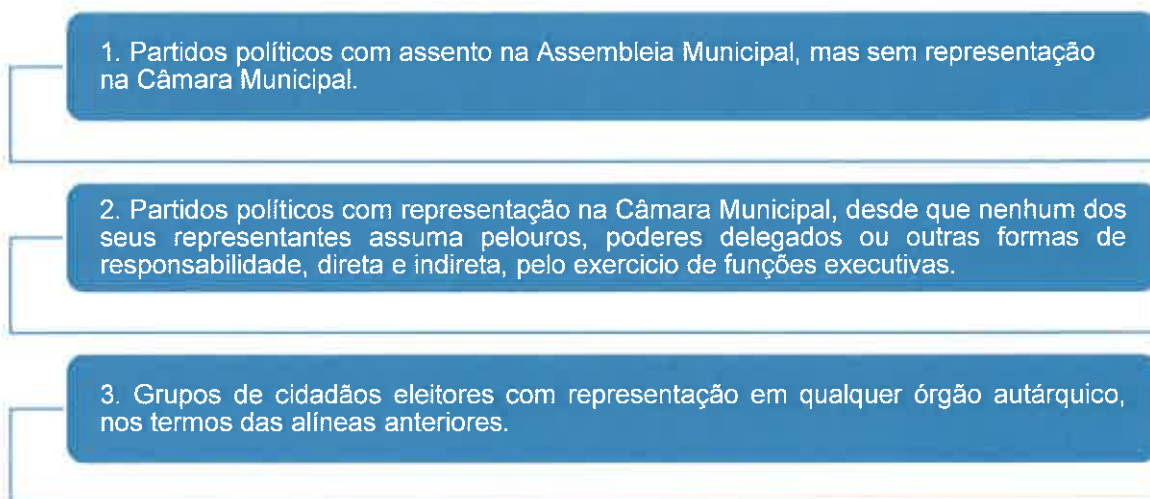 1. Partidos políticos com assento na Assembleia Municipal, mas sem representação
na Câmara Municipal.
2. Partidos políticos com representação na Câmara Municipal, desde que nenhum dos
seus representantes assuma pelouros, poderes delegados ou outras formas de
responsabilidade, direta e indireta, pelo exercicio de funções executivas.
3. Grupos de cidadãos eleitores com representação em qualquer órgão autárquico,
nos termos das alíneas anteriores.